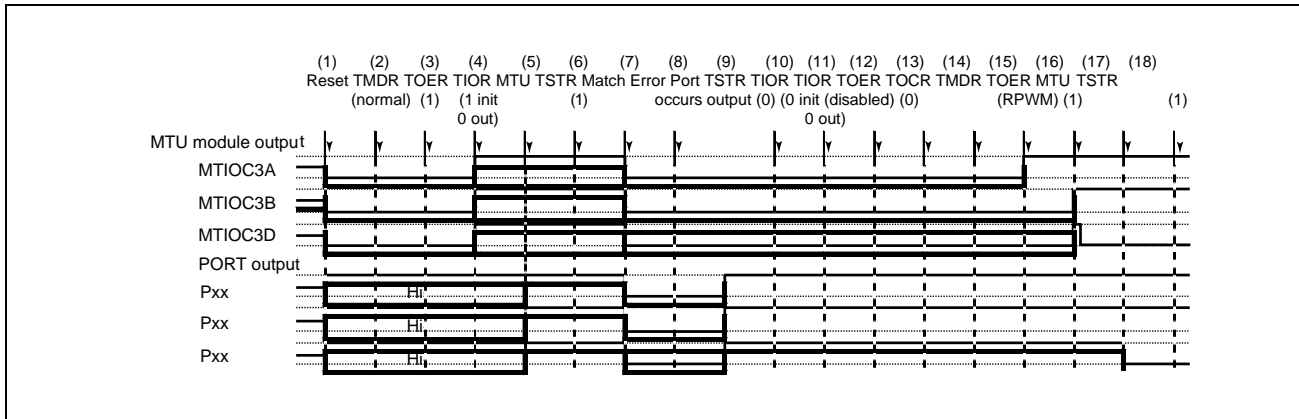 (1) (2) (3) (4) (5) (6) (7) (8) (9) (10) (11) (12) (13) (14) (15) (16) (17) (18)
Reset TMDR TOER TIOR MTU TSTR Match Error Port TSTR TIOR TIOR TOER TOCR TMDR TOER MTU TSTR
(normal) (1) (1 init (1) occurs output (0) (0 init (disabled) (0) (RPWM) (1) (1)
0 out) 0 out)
MTU module output
MTIOC3A
MTIOC3B
MTIOC3D
PORT output
Pxx Hi
Pxx Hi
Pxx Hi